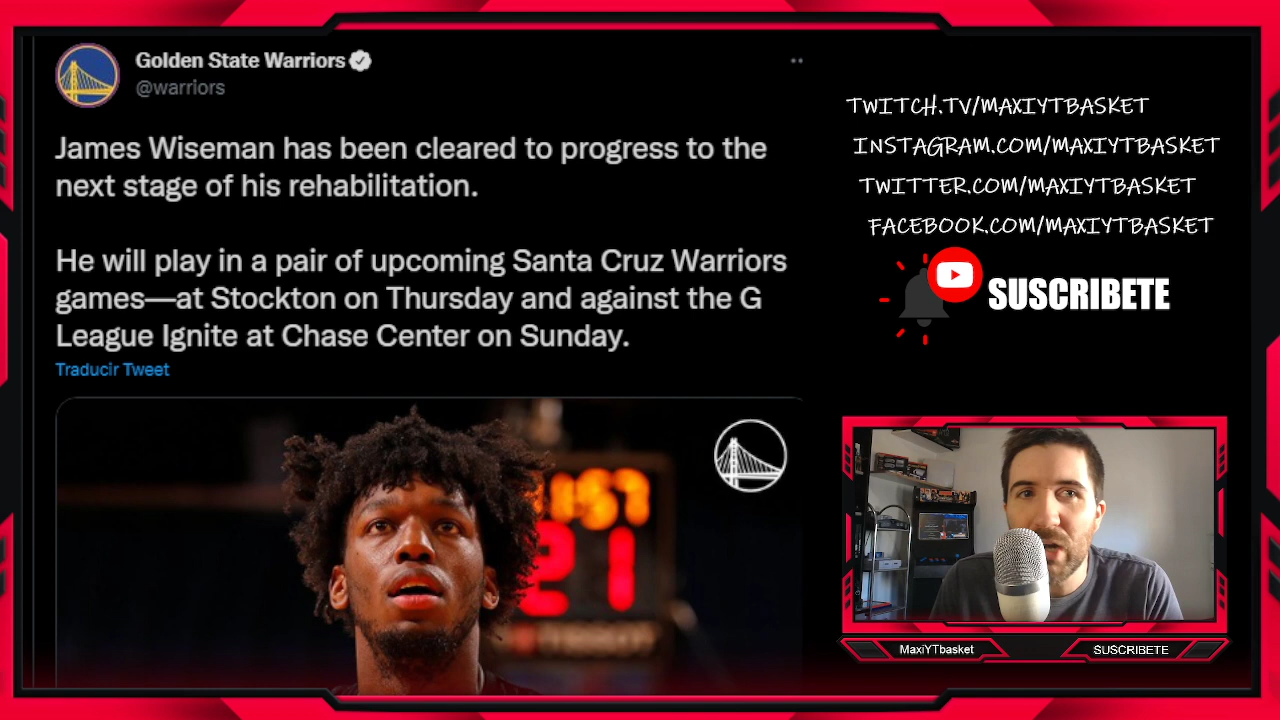 Golden State Warriors
@warriors
James Wiseman has been cleared to progress to the
next stage of his rehabilitation.
He will play in a pair of upcoming Santa Cruz Warriors
games—at Stockton on Thursday and against the G
League Ignite at Chase Center on Sunday.
Traducir Tweet
TWITCH.TV/MAXIYTBASKET
INSTAGRAM.COM/MAXIYTBASKET
TWITTER.COM/MAXIYTBASKET
FACEBOOK.COM/MAXIYTBASKET
SUSCRIBETE
:57
21
TISSOT
MaxiYTbasket
SUSCRIBETE